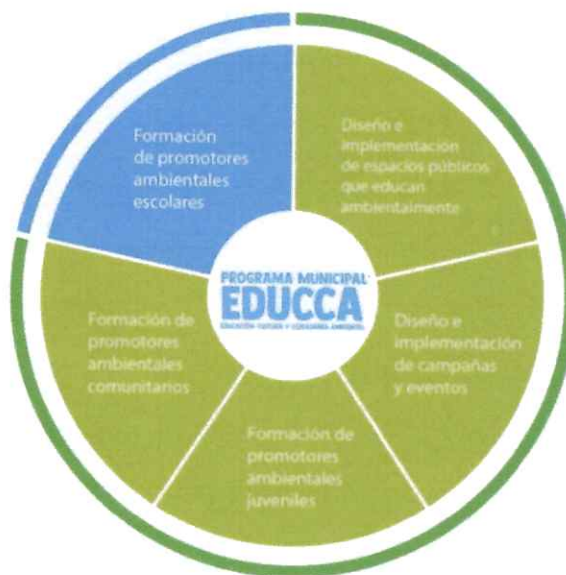 Formación
de promotores
ambientales
escolares
Diseño e
implementación
de espacios públicos
que educan
ambientalmente
PROGRAMA MUNICIPAL
EDUCCA
Formación de
promotores
ambientales
comunitarios
Diseño e
implementación
de campañas
y eventos
Formación de
promotores
ambientales
juveniles